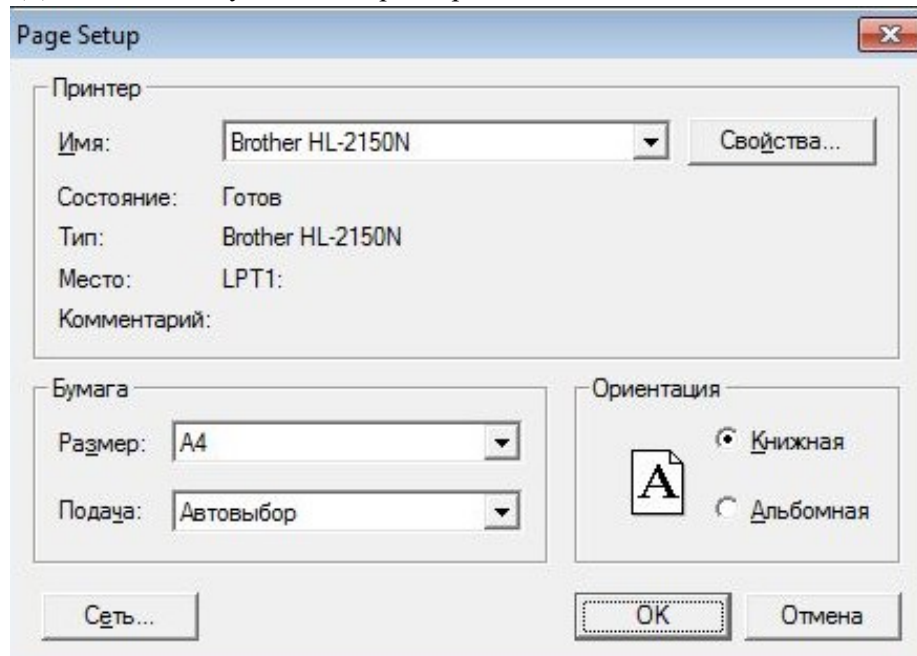 Page Setup
Принтер
Имя: Brother HL-2150N Свойства...
Состояние: Готов
Тип: Brother HL-2150N
Место: LPT1:
Комментарий:
Бумага
Размер: A4
Подача: Автовыбор
Ориентация
A
Книжная
Альбомная
Сеть... OK Отмена